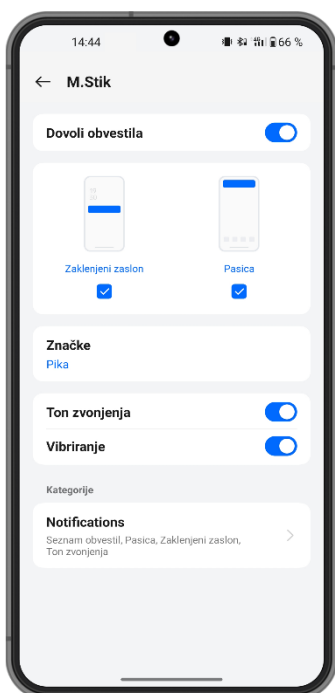 14:44 66 %
M.Stik
Dovoli obvestila
Zaklenjeni zaslon Pasica
Značke
Pika
Ton zvonjenja
Vibriranje
Kategorije
Notifications
Seznam obvestil, Pasica, Zaklenjeni zaslon,
Ton zvonjenja